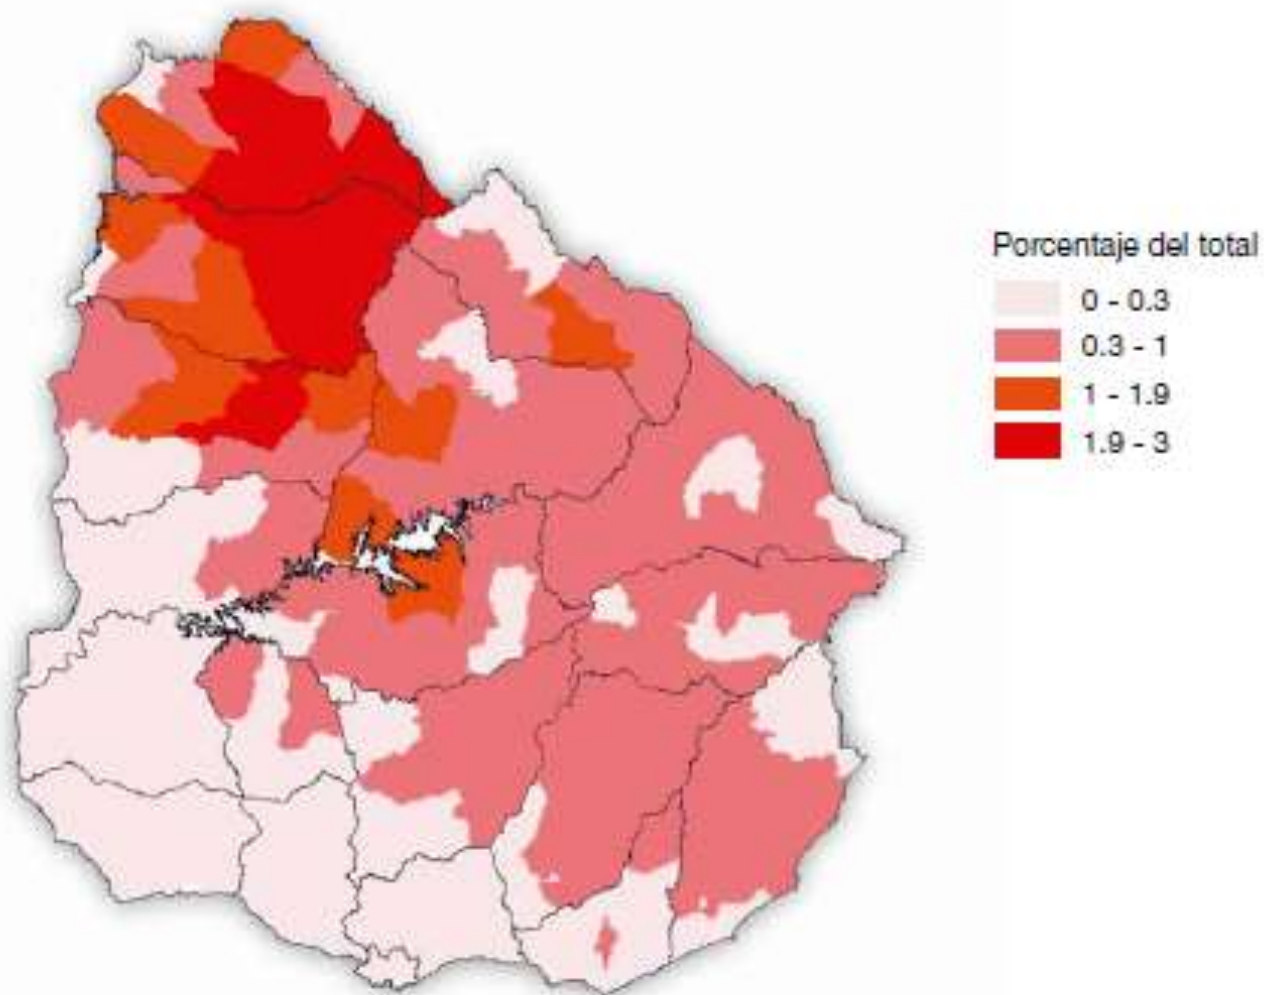 Porcentaje del total
0 - 0.3
0.3 - 1
1 - 1.9
1.9 - 3